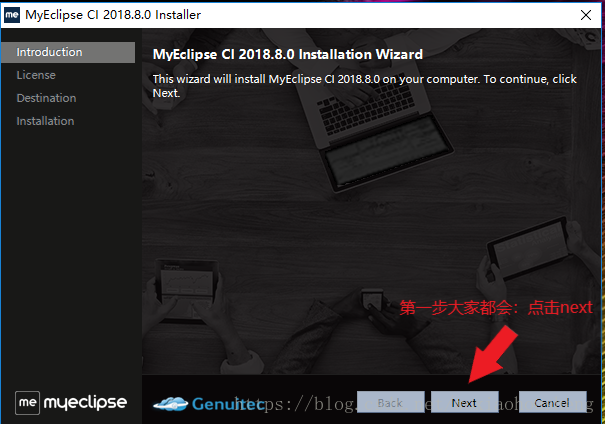 MyEclipse CI 2018.8.0 Installer
Introduction
License
Destination
Installation
MyEclipse CI 2018.8.0 Installation Wizard
This wizard will install MyEclipse CI 2018.8.0 on your computer. To continue, click
Next.
第一步大家都会：点击next
me myeclipse
Genuitec
https://blog.
Back
Next
Cancel